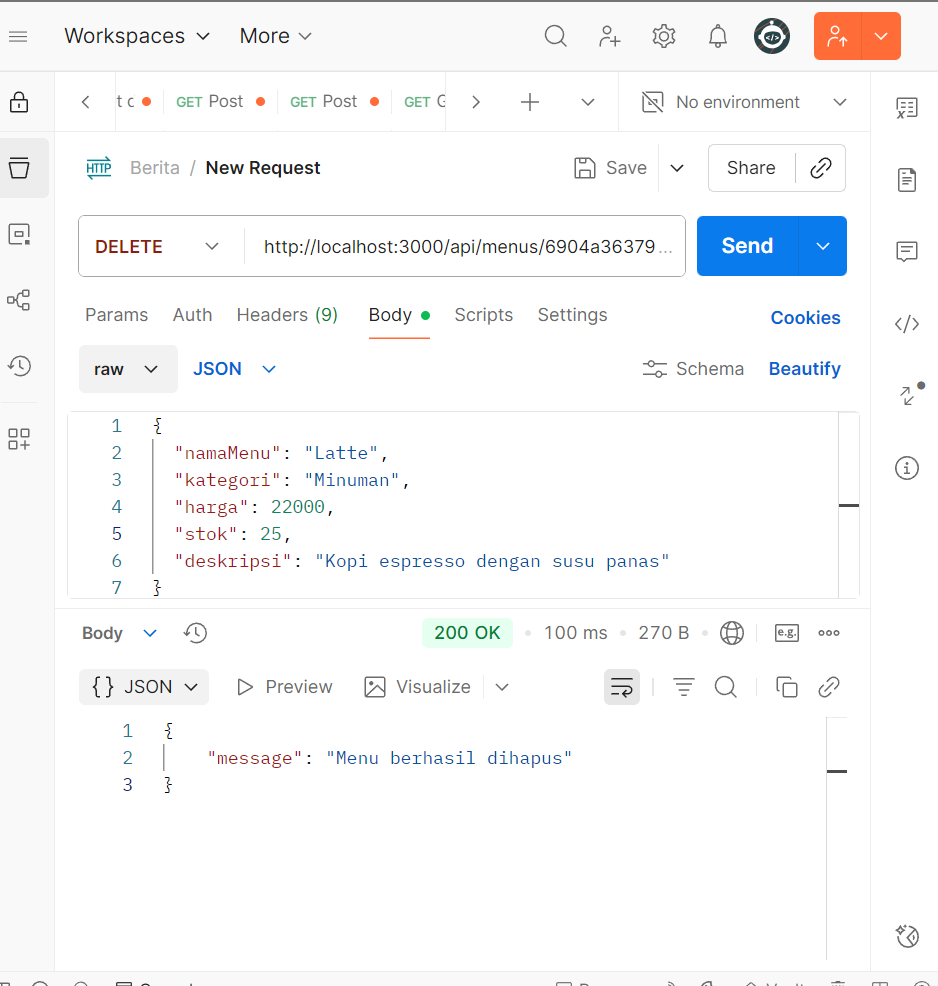 Workspaces More
GET Post GET Post GET No environment
HTTP Berita / New Request Save Share
DELETE http://localhost:3000/api/menus/6904a36379... Send
Params Auth Headers (9) Body Scripts Settings Cookies
raw JSON Schema Beautify
1 {
2 "namaMenu": "Latte",
3 "kategori": "Minuman",
4 "harga": 22000,
5 "stok": 25,
6 "deskripsi": "Kopi espresso dengan susu panas"
7 }
Body 200 OK 100 ms 270 B e.g.
{} JSON Preview Visualize
1 {
2 "message": "Menu berhasil dihapus"
3 }